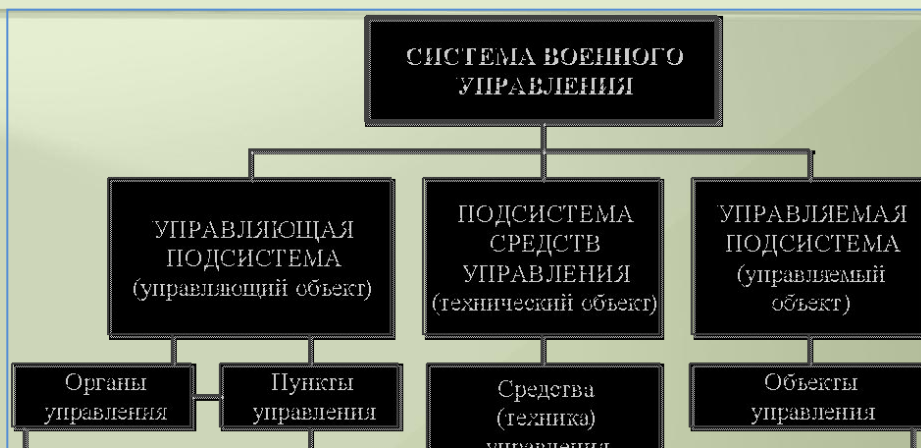 СИСТЕМА ВОЕННОГО
УПРАВЛЕНИЯ
УПРАВЛЯЮЩАЯ
ПОДСИСТЕМА
(управляющий объект)
ПОДСИСТЕМА
СРЕДСТВ
УПРАВЛЕНИЯ
(технический объект)
УПРАВЛЯЕМАЯ
ПОДСИСТЕМА
(управляемый
объект)
Органы
управления
Пункты
управления
Средства
(техника)
управления
Объекты
управления